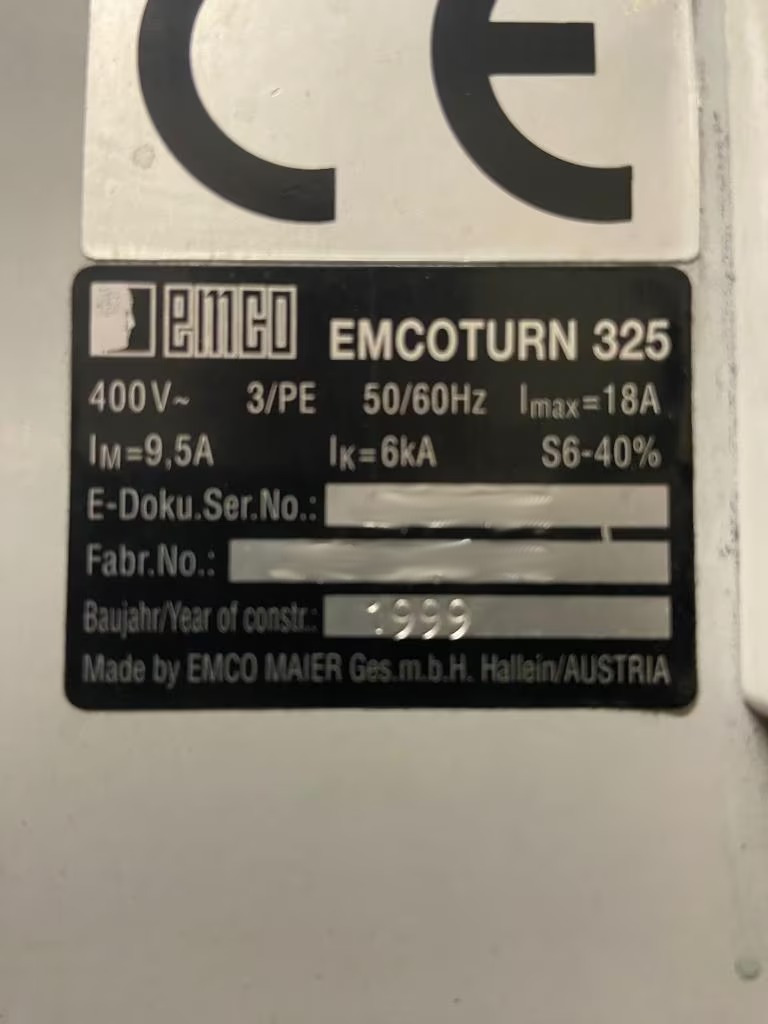 CE
emco EMCOTURN 325
400V~ 3/PE 50/60Hz Imax=18A
IM=9,5A IK=6kA S6-40%
E-Doku.Ser.No.:
Fabr.No.:
Baujahr/Year of constr.: 1999
Made by EMCO MAIER Ges.m.b.H. Hallein/AUSTRIA